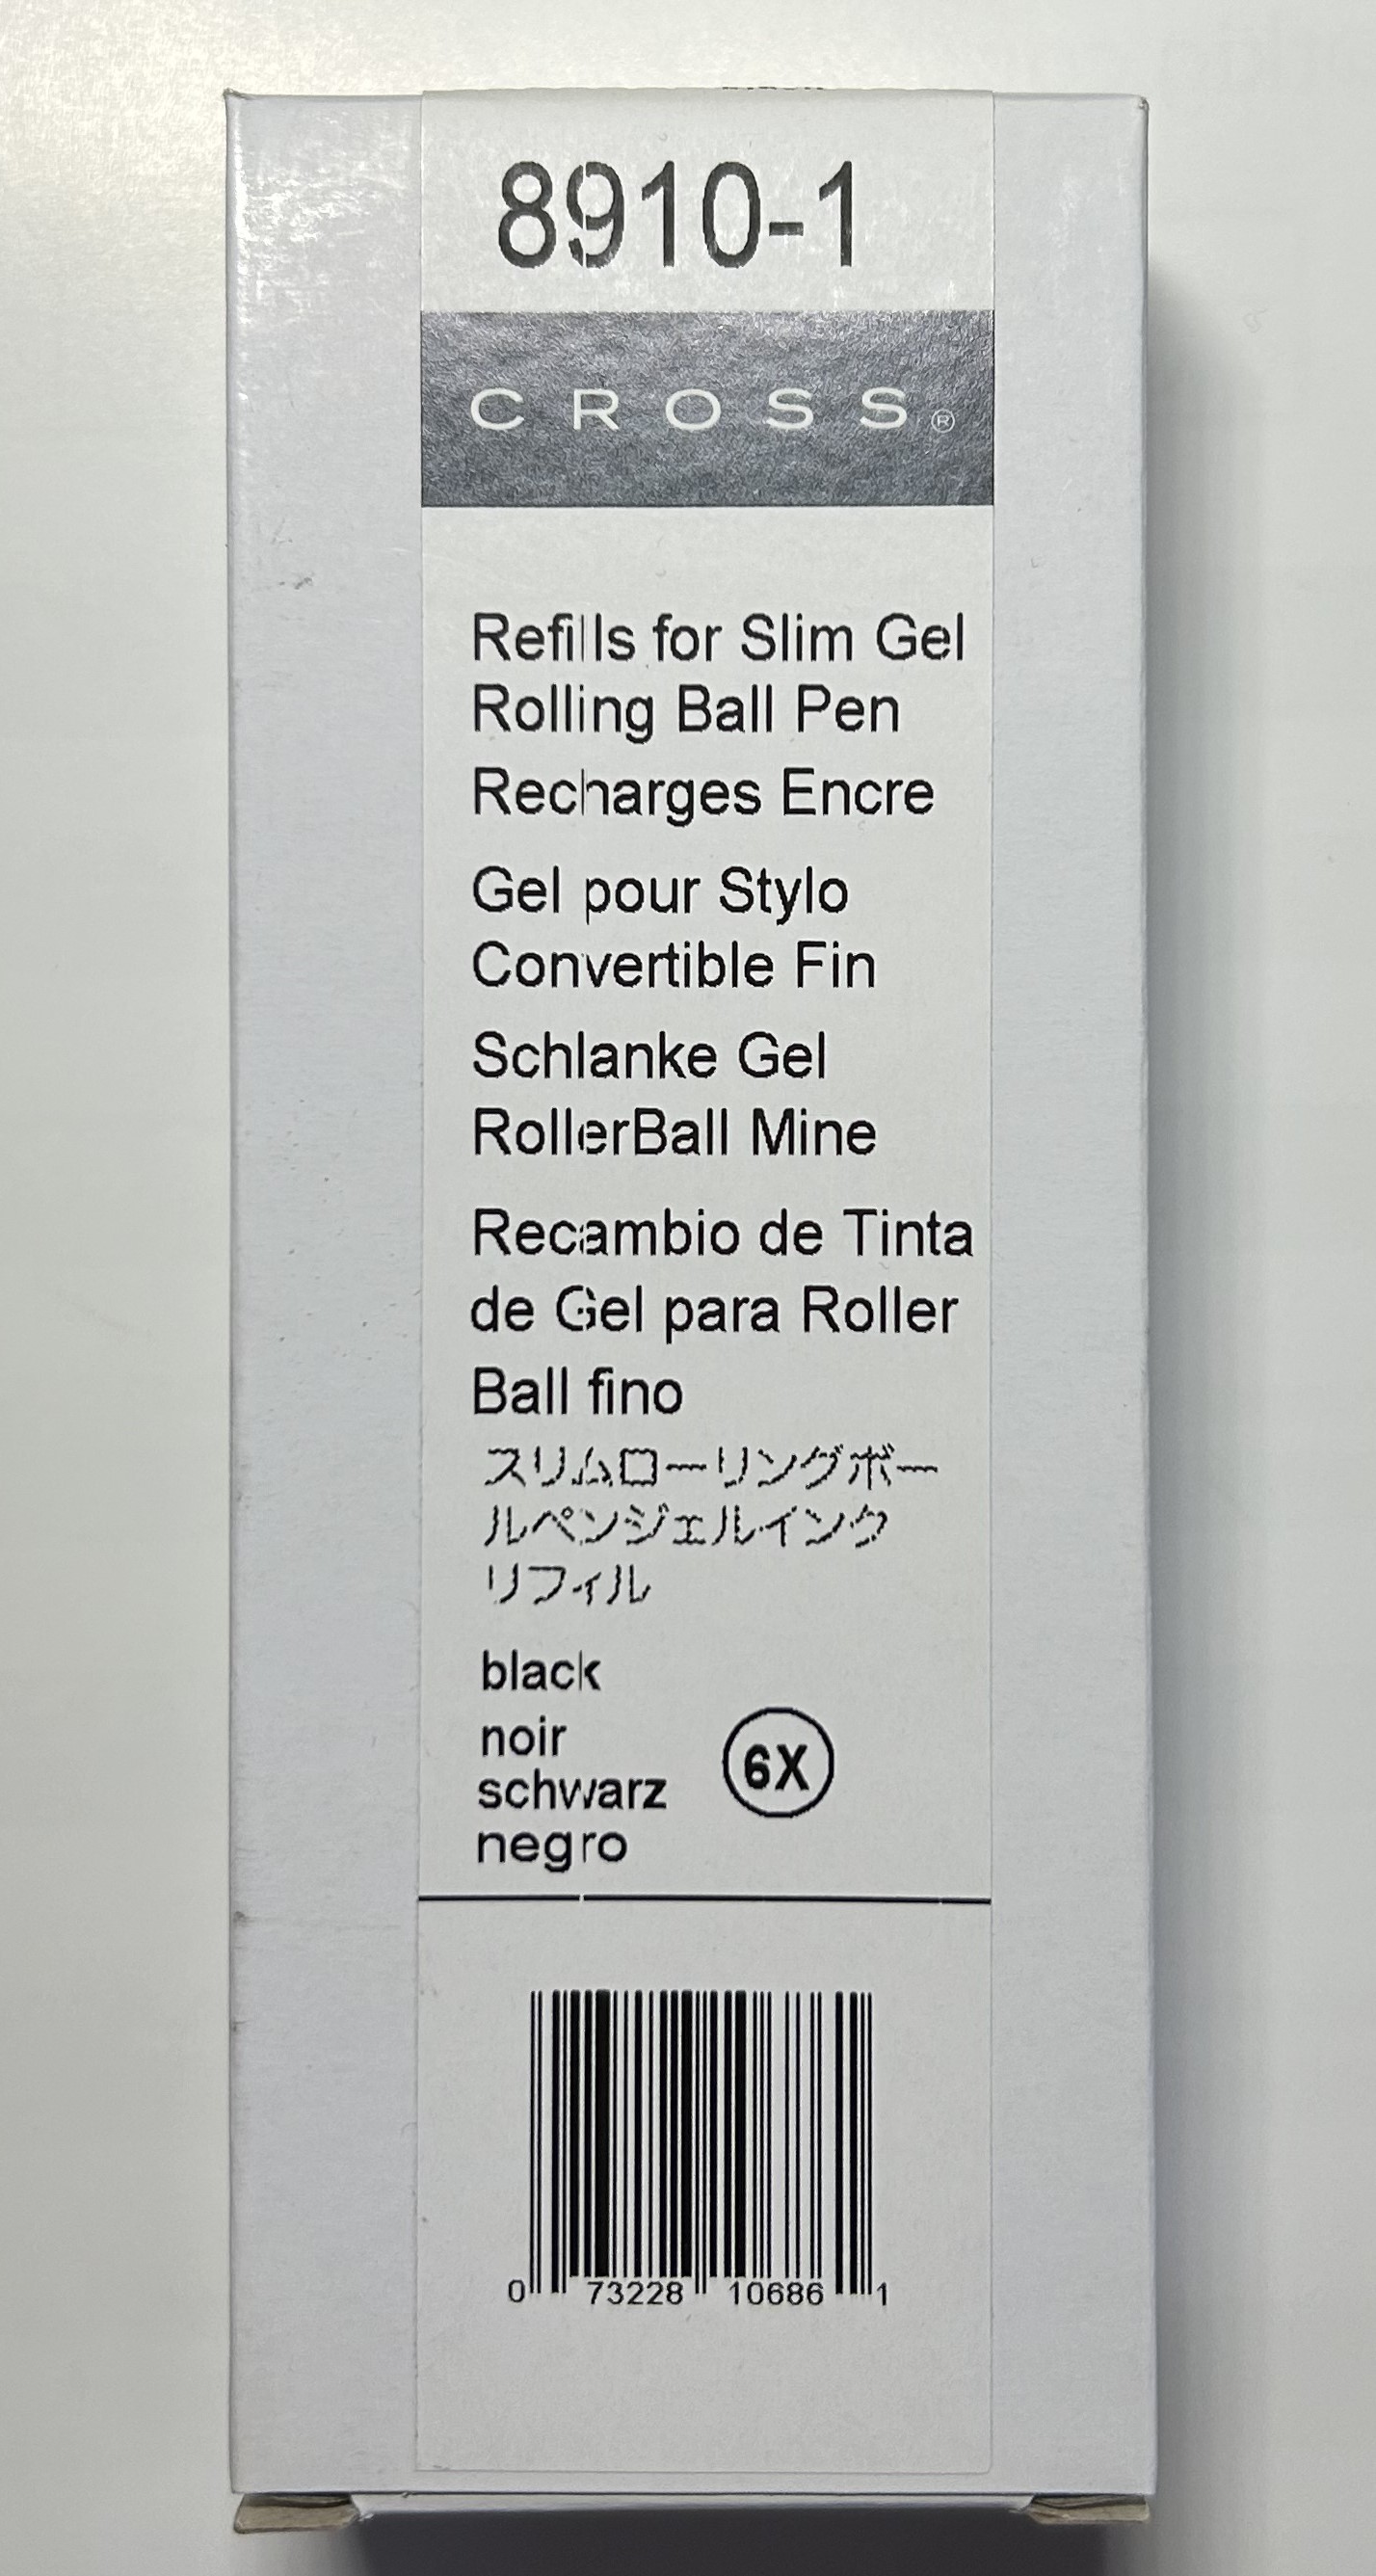 8910-1
CROSS®
Refills for Slim Gel
Rolling Ball Pen
Recharges Encre
Gel pour Stylo
Convertible Fin
Schlanke Gel
RollerBall Mine
Recambio de Tinta
de Gel para Roller
Ball fino
スリムローリングボー
ルペンジェルインク
リフィル
black
noir
schwarz
negro
6X
0 73228 10686 1